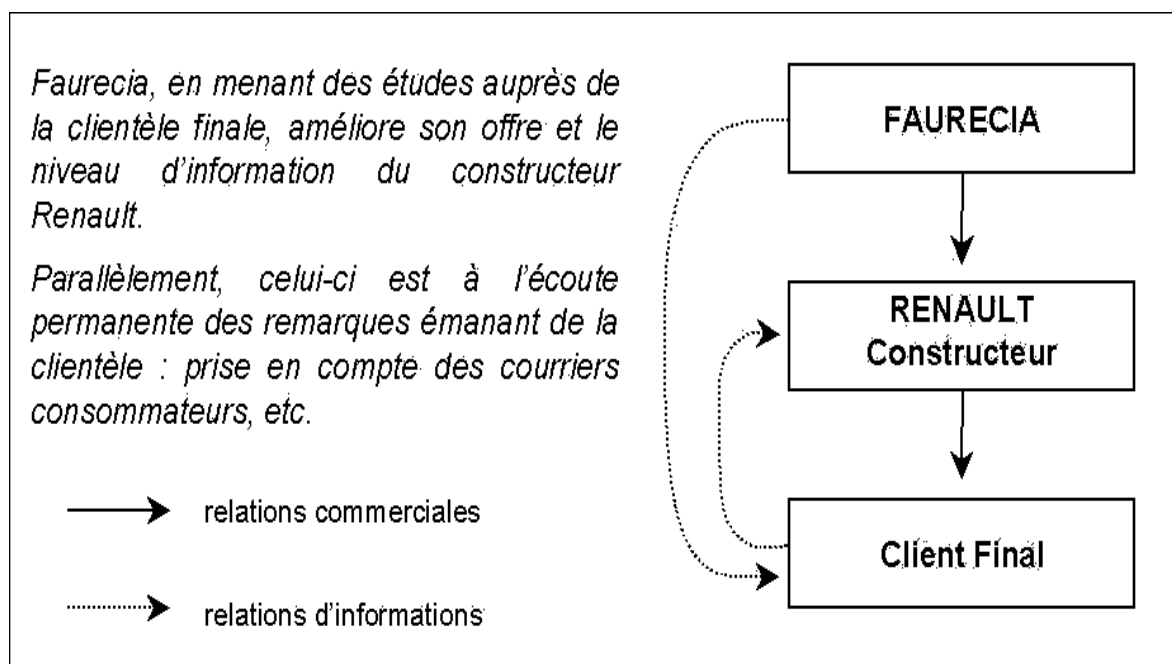 Faurecia, en menant des études auprès de
la clientèle finale, améliore son offre et le
niveau d'information du constructeur
Renault.
Parallèlement, celui-ci est à l'écoute
permanente des remarques émanant de la
clientèle : prise en compte des courriers
consommateurs, etc.
relations commerciales
relations d'informations
FAURECIA
RENAULT
Constructeur
Client Final